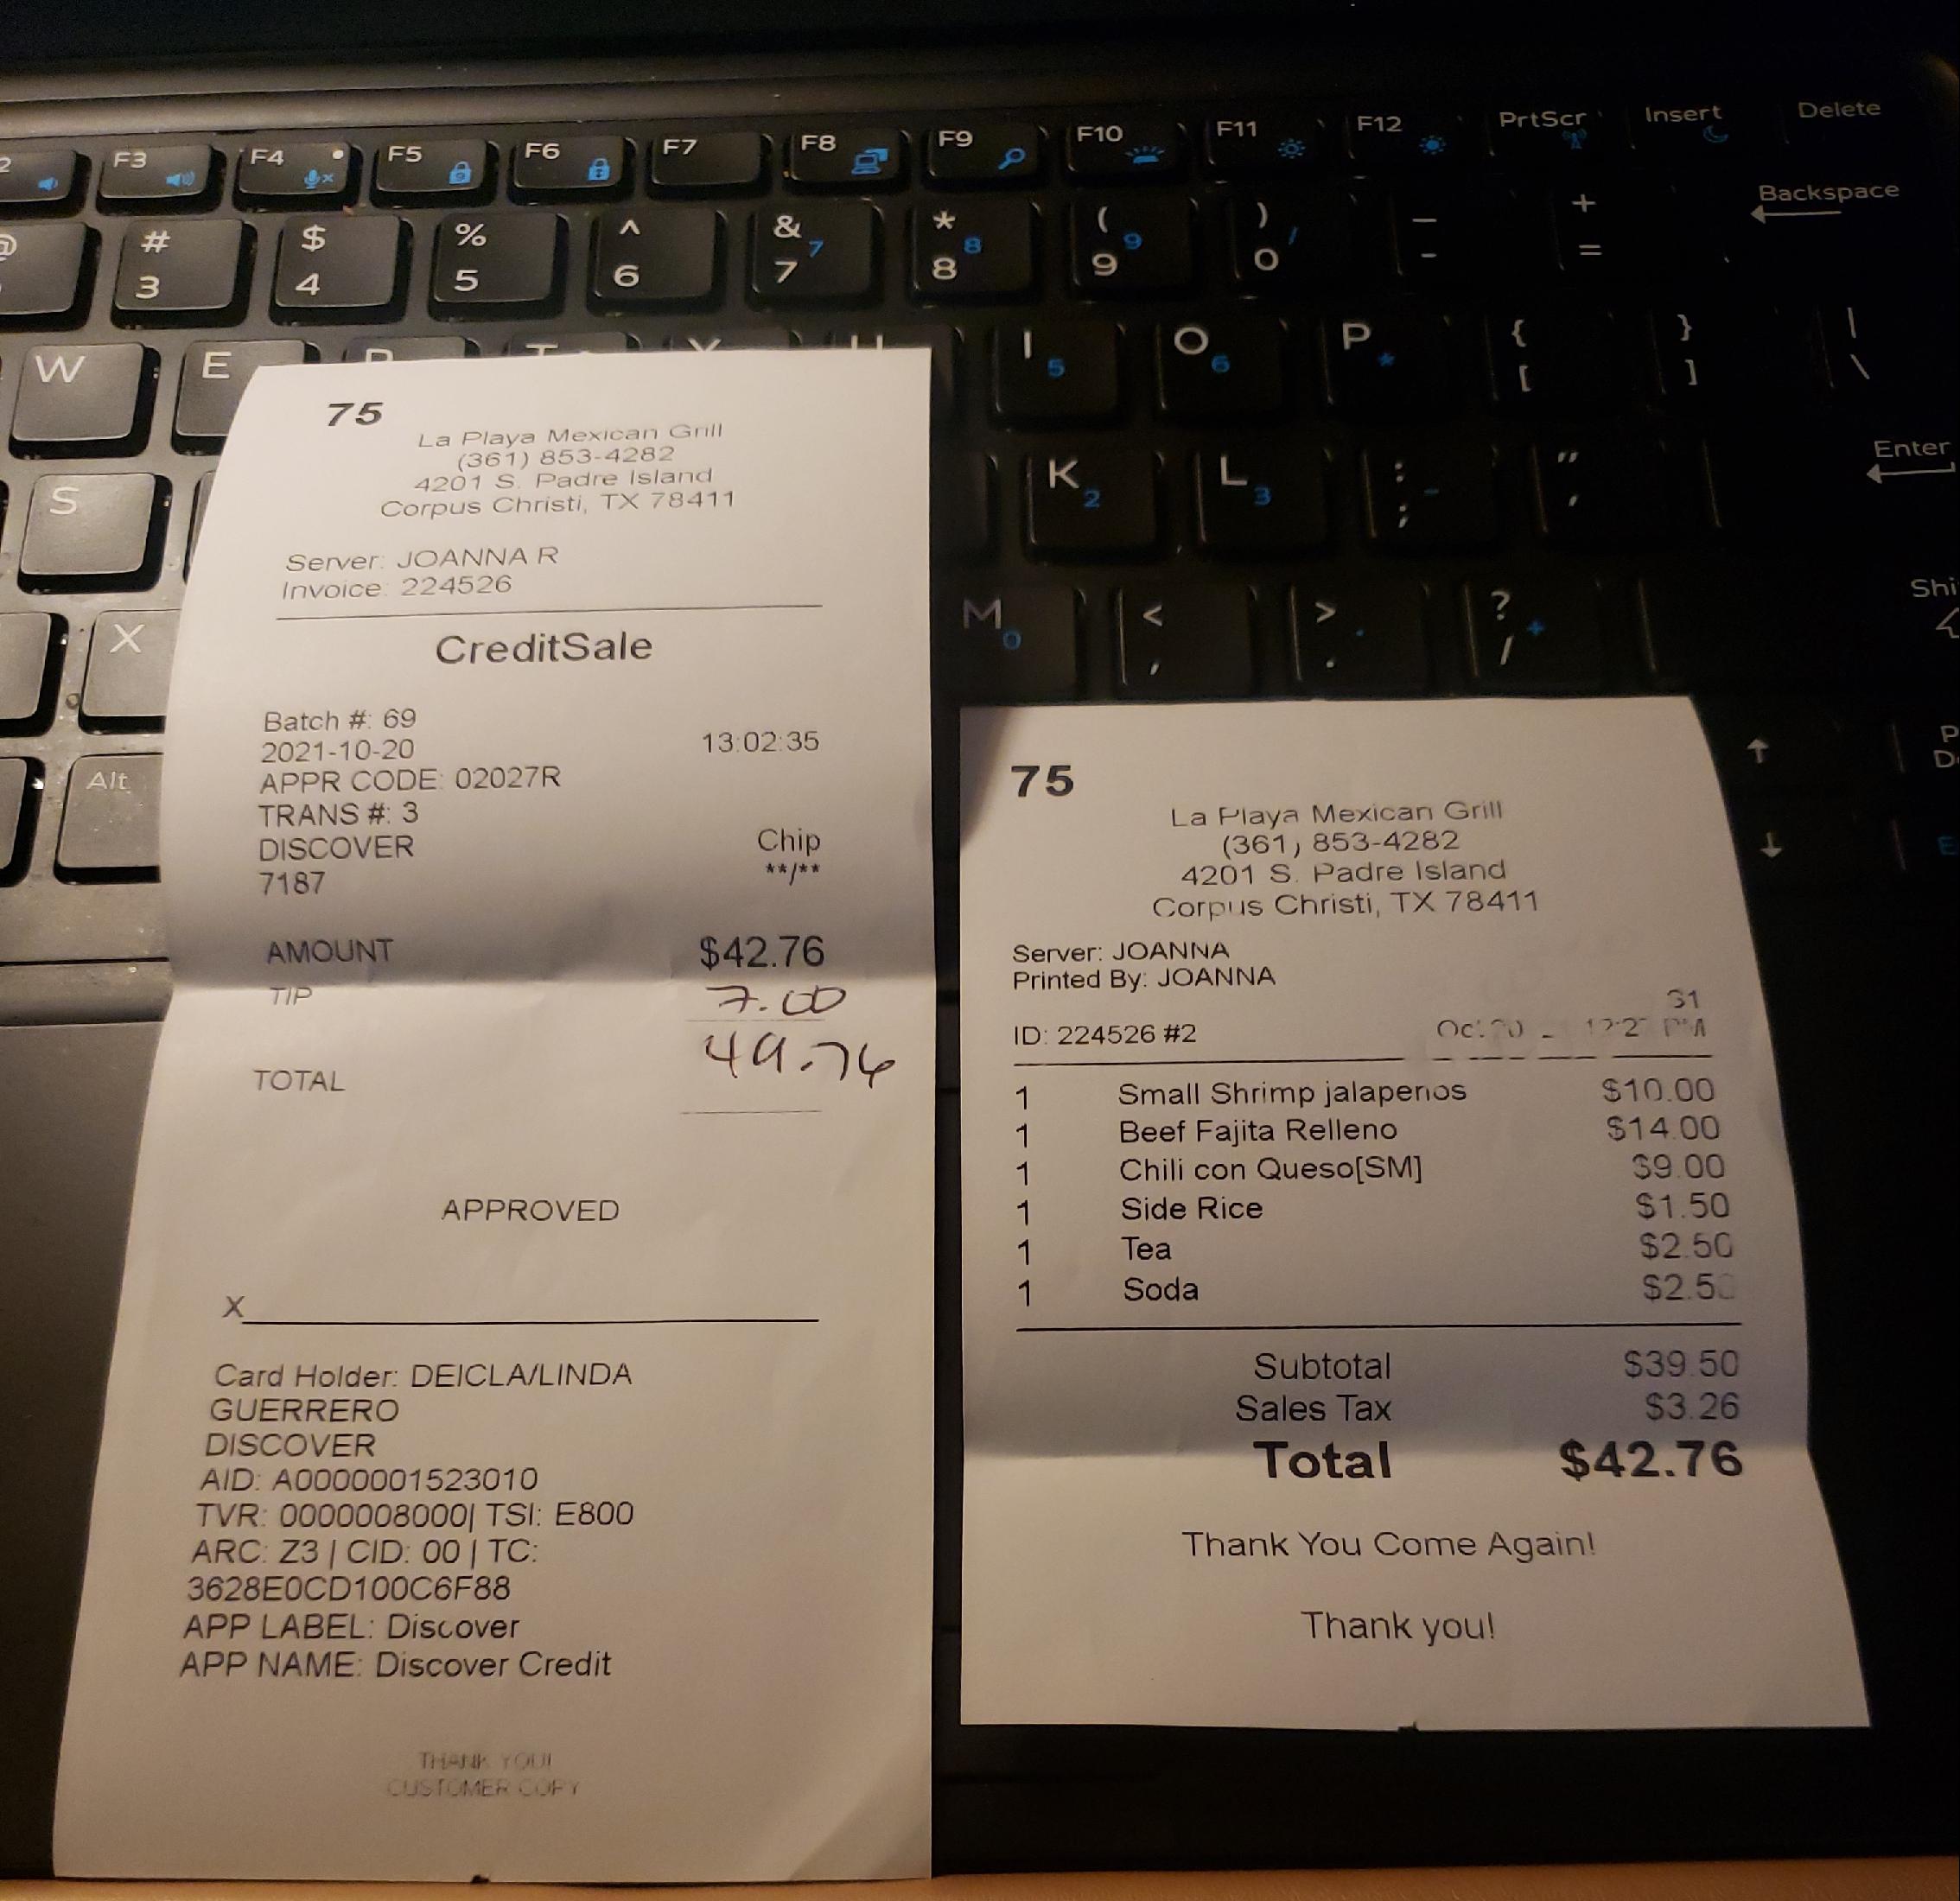 F3 F4 F5 F6 F7 F8 F9 F10 F11 F12 PrtScr Insert Delete
# $ % ^ & * ( ) — +
3 4 5 6 7 8 9 0 - =
7 8 9 /
Backspace
W E I O P { }
5 6 * [ ] \
S K L : "
2 3 - ; '
Enter
X M < > ? Shi
0 , . / . +
Alt
75
La Playa Mexican Grill
(361) 853-4282
4201 S. Padre Island
Corpus Christi, TX 78411
Server: JOANNA R
Invoice: 224526
CreditSale
Batch #: 69
2021-10-20 13:02:35
APPR CODE: 02027R
TRANS #: 3
DISCOVER Chip
7187 **/**
AMOUNT $42.76
TIP 7.00
TOTAL 49.76
APPROVED
X
Card Holder: DEICLA/LINDA
GUERRERO
DISCOVER
AID: A0000001523010
TVR: 0000008000| TSI: E800
ARC: Z3 | CID: 00 | TC:
3628E0CD100C6F88
APP LABEL: Discover
APP NAME: Discover Credit
THANK YOU!
CUSTOMER COPY
75
La Playa Mexican Grill
(361) 853-4282
4201 S. Padre Island
Corpus Christi, TX 78411
Server: JOANNA
Printed By: JOANNA
31
ID: 224526 #2 Oct 20 PM
1 Small Shrimp jalapenos $10.00
1 Beef Fajita Relleno $14.00
1 Chili con Queso[SM] $9.00
1 Side Rice $1.50
1 Tea $2.50
1 Soda $2.50
Subtotal $39.50
Sales Tax $3.26
Total $42.76
Thank You Come Again!
Thank you!